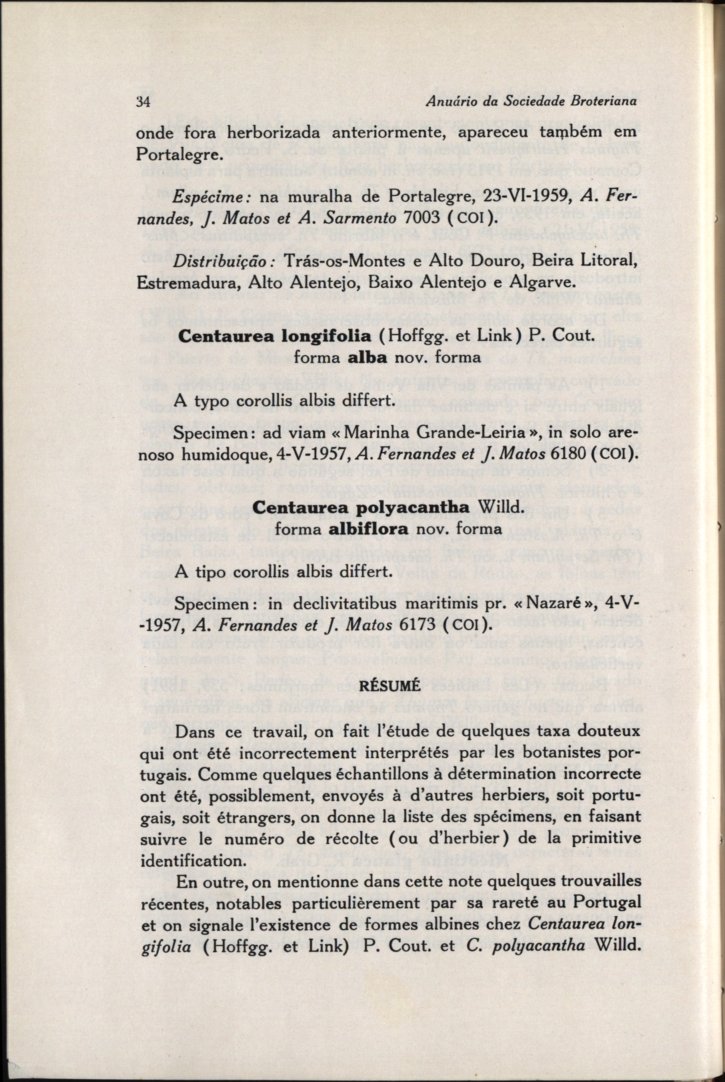 34 Anuário da Sociedade Broteriana
onde fora herborizada anteriormente, apareceu também em
Portalegre.
Espécime: na muralha de Portalegre, 23-VI-1959, A. Fer-
nandes, J. Matos et A. Sarmento 7003 (COI).
Distribuição: Trás-os-Montes e Alto Douro, Beira Litoral,
Estremadura, Alto Alentejo, Baixo Alentejo e Algarve.
Centaurea longifolia (Hoffgg. et Link) P. Cout.
forma alba nov. forma
A typo corollis albis differt.
Specimen: ad viam «Marinha Grande-Leiria», in solo are-
noso humidoque, 4-V-1957, A. Fernandes et J. Matos 6180 (COI).
Centaurea polyacantha Willd.
forma albiflora nov. forma
A tipo corollis albis differt.
Specimen: in declivitatibus maritimis pr. «Nazaré», 4-V-
-1957, A. Fernandes et J. Matos 6173 (COI).
RÉSUMÉ
Dans ce travail, on fait l'étude de quelques taxa douteux
qui ont été incorrectement interprétés par les botanistes por-
tugais. Comme quelques échantillons à détermination incorrecte
ont été, possiblement, envoyés à d'autres herbiers, soit portu-
gais, soit étrangers, on donne la liste des spécimens, en faisant
suivre le numéro de récolte (ou d'herbier) de la primitive
identification.
En outre, on mentionne dans cette note quelques trouvailles
récentes, notables particulièrement par sa rareté au Portugal
et on signale l'existence de formes albines chez Centaurea lon-
gifolia (Hoffgg. et Link) P. Cout. et C. polyacantha Willd.